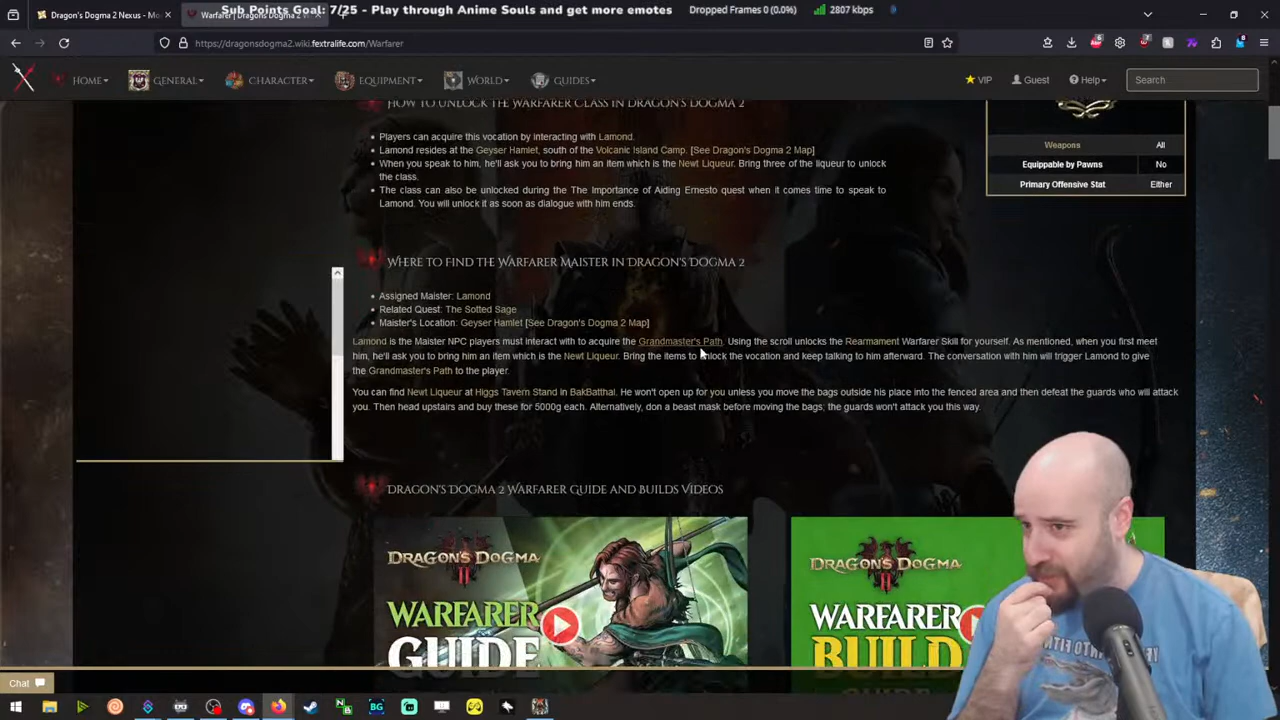 Sub Points Goal: 7/25 - Play through Anime Souls and get more emotes
Dropped Frames 0 (0.0%)
2807 kbps
Dragon's Dogma 2 Nexus - Mo
Warfarer | Dragons Dogma 2
https://dragonsdogma2.wiki.fextralife.com/Warfarer
HOME
GENERAL
CHARACTER
EQUIPMENT
WORLD
GUIDES
VIP
Guest
Help
Search
HOW TO UNLOCK THE WARFARER CLASS IN DRAGON'S DOGMA 2
Players can acquire this vocation by interacting with Lamond.
Lamond resides at the Geyser Hamlet, south of the Volcanic Island Camp. [See Dragon's Dogma 2 Map]
When you speak to him, he'll ask you to bring him an item which is the Newt Liqueur. Bring three of the liqueur to unlock
the class.
The class can also be unlocked during the The Importance of Aiding Ernesto quest when it comes time to speak to
Lamond. You will unlock it as soon as dialogue with him ends.
Weapons All
Equippable by Pawns No
Primary Offensive Stat Either
WHERE TO FIND THE WARFARER MAISTER IN DRAGON'S DOGMA 2
Assigned Maister: Lamond
Related Quest: The Sotted Sage
Maister's Location: Geyser Hamlet [See Dragon's Dogma 2 Map]
Lamond is the Maister NPC players must interact with to acquire the Grandmaster's Path. Using the scroll unlocks the Rearmament Warfarer Skill for yourself. As mentioned, when you first meet
him, he'll ask you to bring him an item which is the Newt Liqueur. Bring the items to unlock the vocation and keep talking to him afterward. The conversation with him will trigger Lamond to give
the Grandmaster's Path to the player.
You can find Newt Liqueur at Higgs Tavern Stand in BakBatthal. He won't open up for you unless you move the bags outside his place into the fenced area and then defeat the guards who will attack
you. Then head upstairs and buy these for 5000g each. Alternatively, don a beast mask before moving the bags; the guards won't attack you this way.
DRAGON'S DOGMA 2 WARFARER GUIDE AND BUILDS VIDEOS
DRAGON'S DOGMA
II
WARFARER
GUIDE
DRAGON'S DOGMA
II
WARFARER
BUILD
Chat